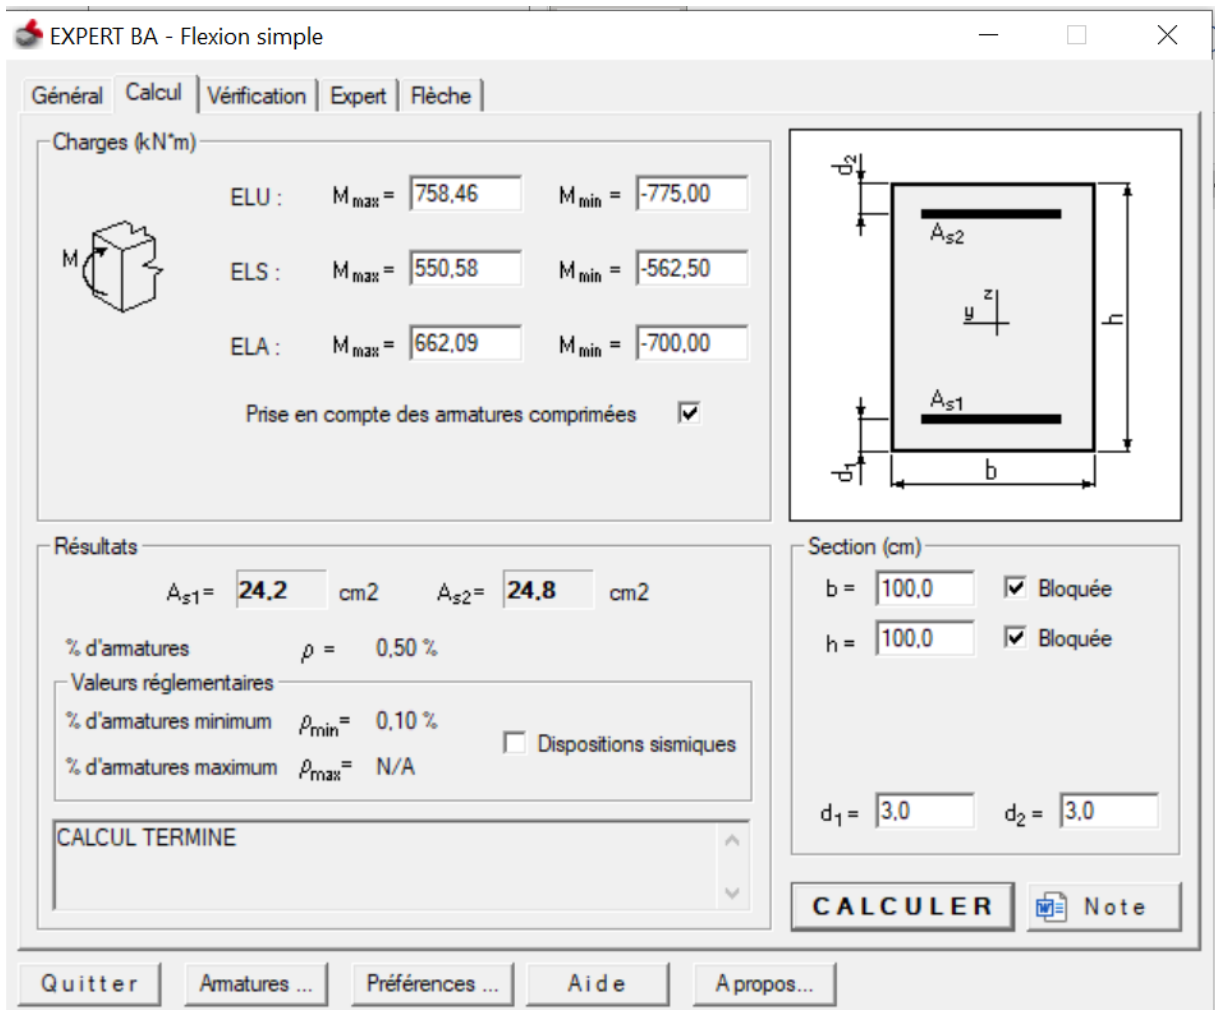 EXPERT BA - Flexion simple
Général Calcul Vérification Expert Flèche
Charges (kN*m)
ELU : M max = 758,46 M min = -775,00
ELS : M max = 550,58 M min = -562,50
ELA : M max = 662,09 M min = -700,00
M
Prise en compte des armatures comprimées
d2
As2
z
y
h
As1
d1
b
Résultats
As1= 24,2 cm2 As2= 24,8 cm2
% d'armatures ρ = 0,50 %
Valeurs réglementaires
% d'armatures minimum ρmin= 0,10 %
Dispositions sismiques
% d'armatures maximum ρmax= N/A
CALCUL TERMINE
Section (cm)
b = 100,0 Bloquée
h = 100,0 Bloquée
d1 = 3,0 d2 = 3,0
CALCULER Note
Quitter Armatures ... Préférences ... Aide A propos...